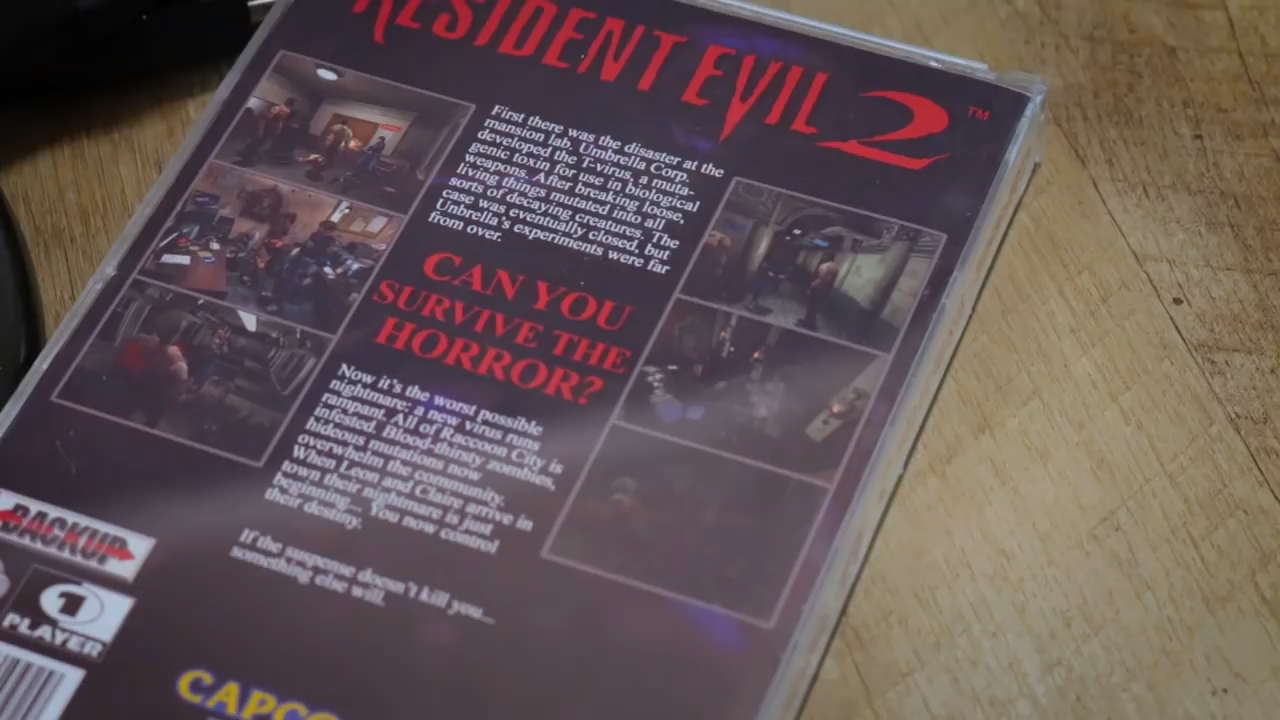 RESIDENT EVIL 2™
First there was the disaster at the
mansion lab. Umbrella Corp.
developed the T-virus, a muta-
genic toxin for use in biological
weapons. After breaking loose,
living things mutated into all
sorts of decaying creatures. The
case was eventually closed, but
Unbrella's experiments were far
from over.
CAN YOU
SURVIVE THE
HORROR?
Now it's the worst possible
nightmare: a new virus runs
rampant. All of Raccoon City is
infested. Blood-thirsty zombies,
hideous mutations now
overwhelm the community.
When Leon and Claire arrive in
town their nightmare is just
beginning... You now control
their destiny.
If the suspense doesn't kill you...
something else will.
BACKUP
1
PLAYER
CAPCO